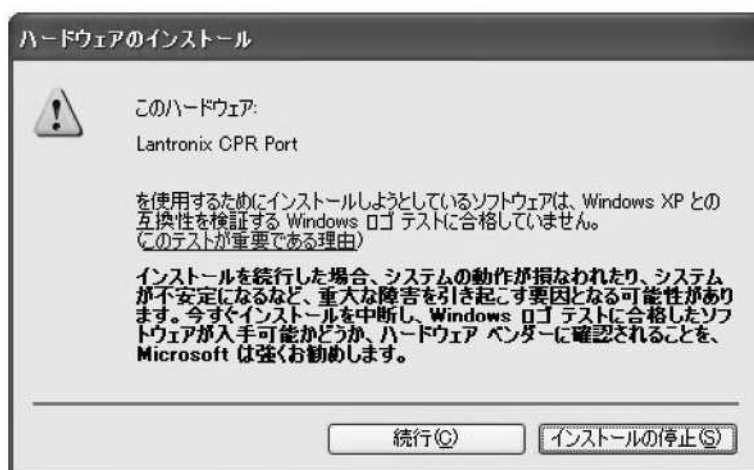 ハードウェアのインストール
このハードウェア:
Lantronix CPR Port
を使用するためにインストールしようとしているソフトウェアは、Windows XP との
互換性を検証する Windows ロゴ テストに合格していません。
(このテストが重要である理由)
インストールを続行した場合、システムの動作が損なわれたり、システム
が不安定になるなど、重大な障害を引き起こす要因となる可能性があり
ます。今すぐインストールを中断し、Windows ロゴ テストに合格したソフ
トウェアが入手可能かどうか、ハードウェア ベンダーに確認されることを、
Microsoft は強くお勧めします。
続行(C)
インストールの停止(S)